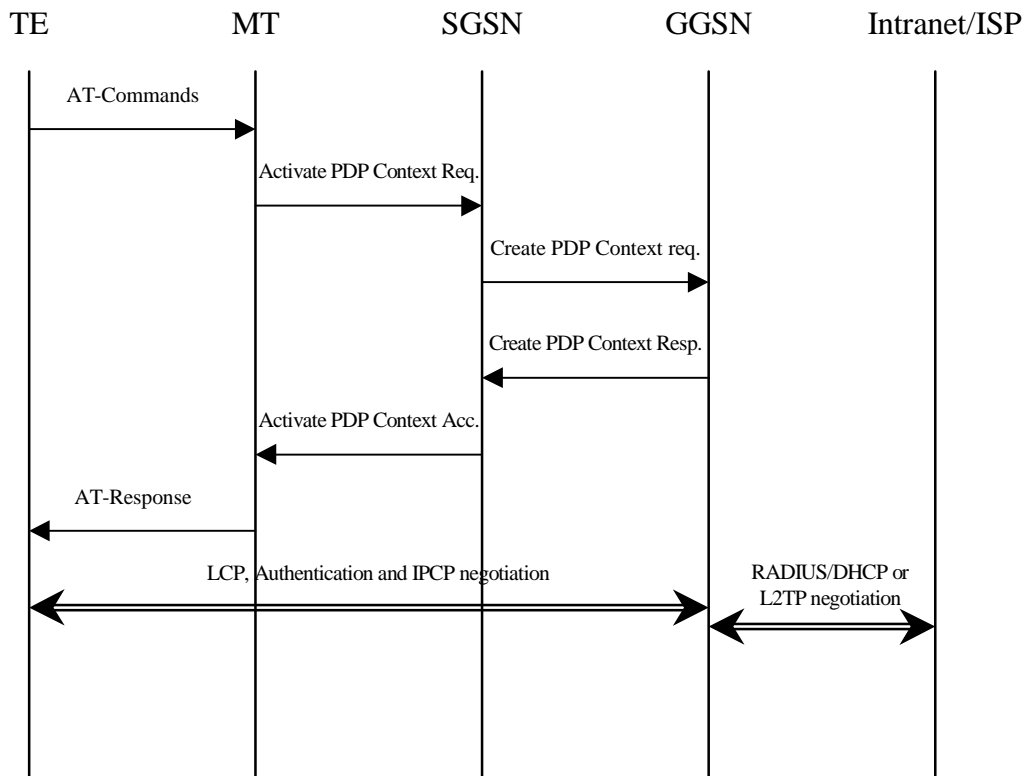 TE MT SGSN GGSN Intranet/ISP
AT-Commands
Activate PDP Context Req.
Create PDP Context req.
Create PDP Context Resp.
Activate PDP Context Acc.
AT-Response
LCP, Authentication and IPCP negotiation
RADIUS/DHCP or
L2TP negotiation